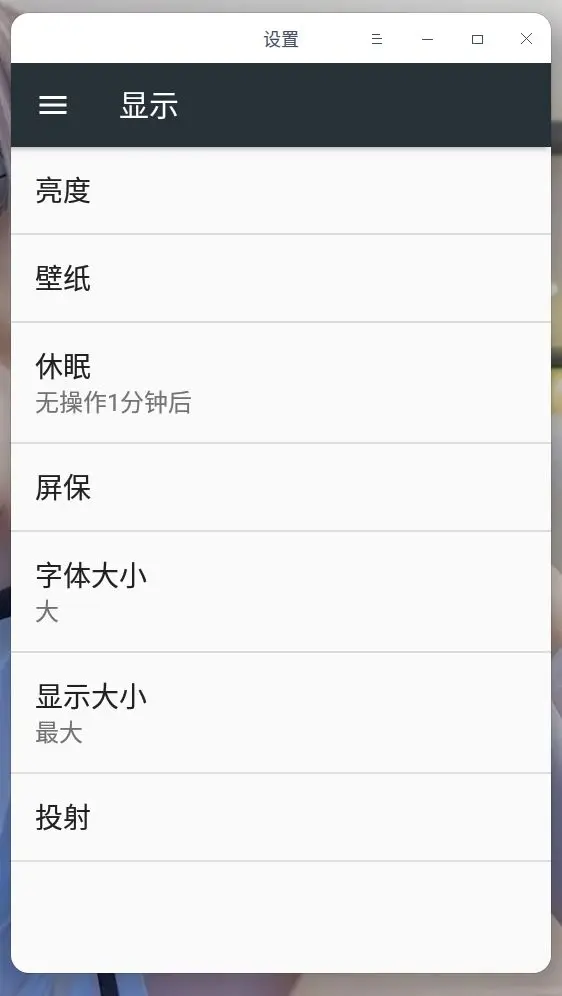 设置
显示
亮度
壁纸
休眠
无操作1分钟后
屏保
字体大小
大
显示大小
最大
投射